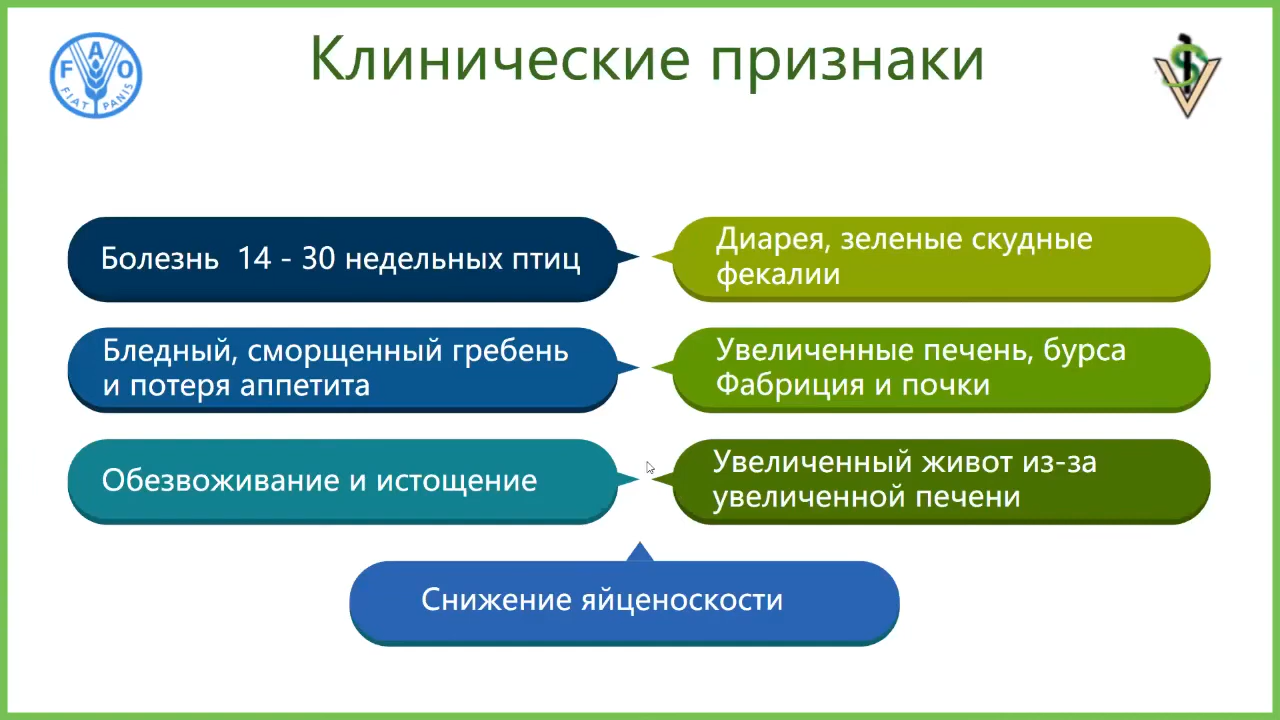 Клинические признаки
FAO
FIAT PANIS
Болезнь 14 - 30 недельных птиц
Диарея, зеленые скудные
фекалии
Бледный, сморщенный гребень
и потеря аппетита
Увеличенные печень, бурса
Фабриция и почки
Обезвоживание и истощение
Увеличенный живот из-за
увеличенной печени
Снижение яйценоскости